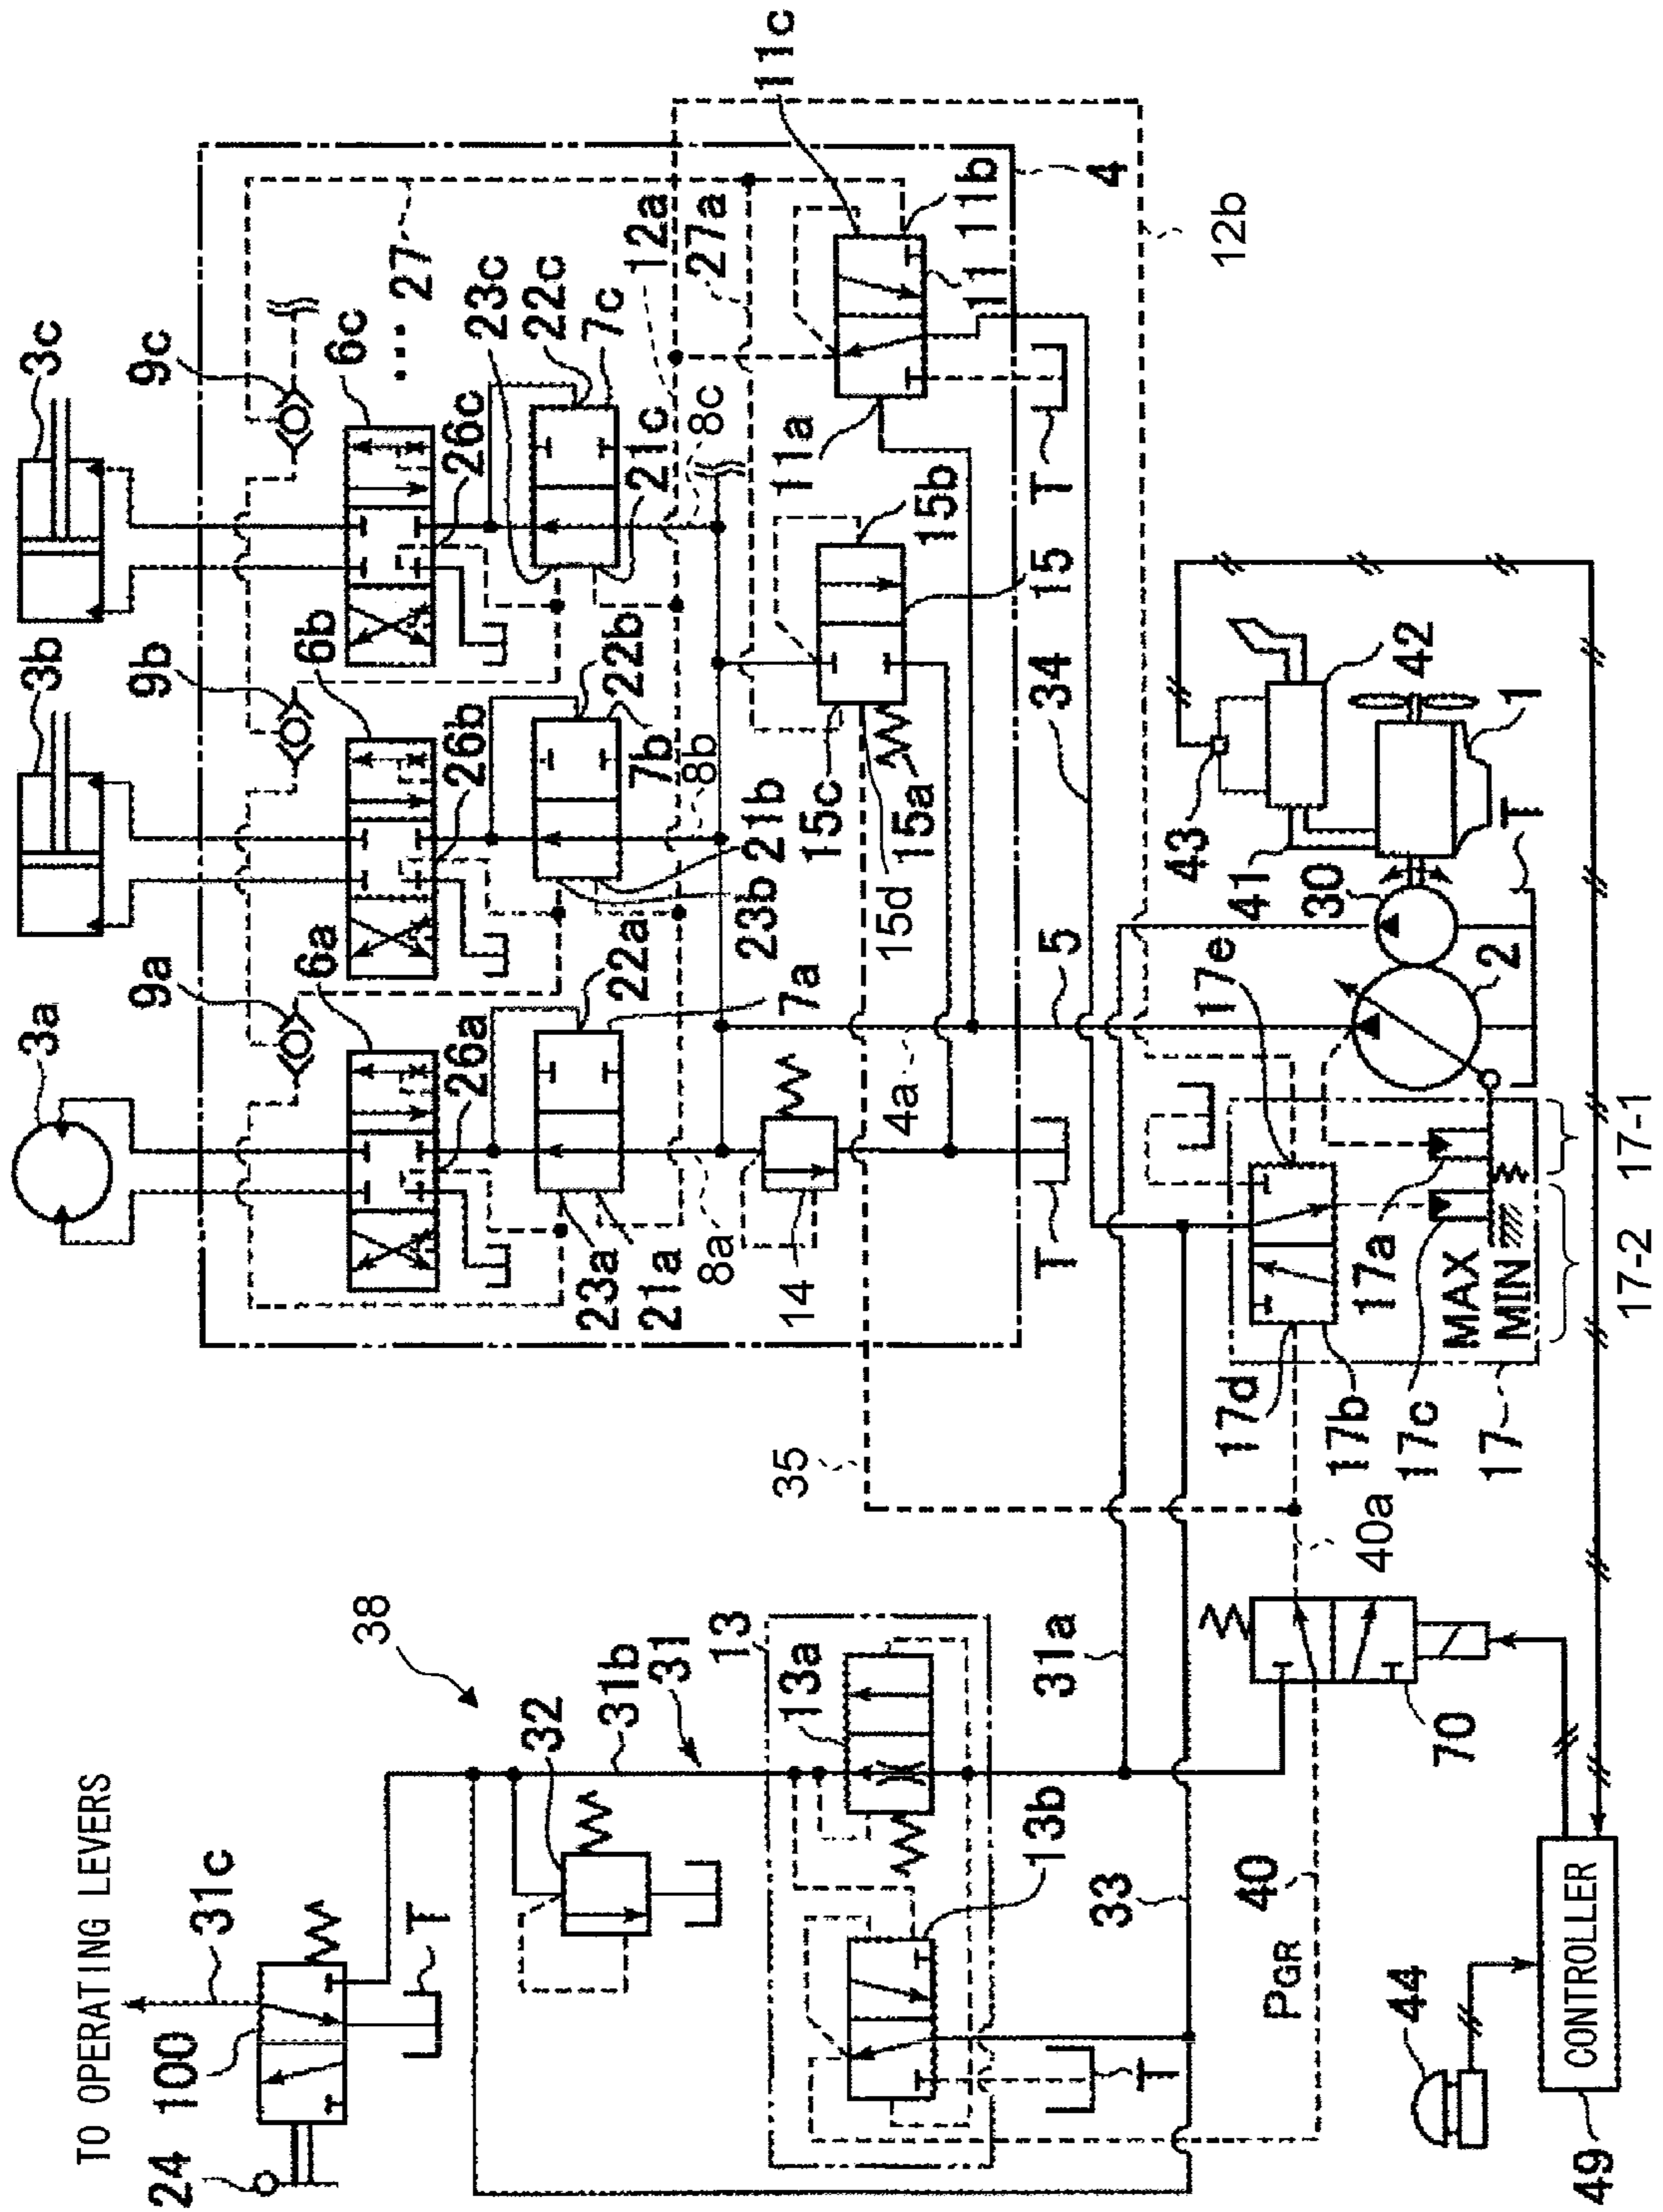 3a
3b
3c
9a
9b
9c
6a
6b
6c
...
27
26a
26b
26c
23c
22c
7c
12a
27a
11c
22a
22b
7b
21c
8c
8b
23a
21a
8a
7a
23b
21b
14
15c
15d
15a
15b
15
11a
11
11b
4
12b
T
T
4a
5
34
35
38
TO OPERATING LEVERS
31c
100
24
T
32
31b
31
13
13a
13b
T
31a
33
40
PGR
40a
70
17d
17b
17c
17
17e
17a
MAX
MIN
17-1
17-2
2
30
41
43
42
1
T
44
CONTROLLER
49